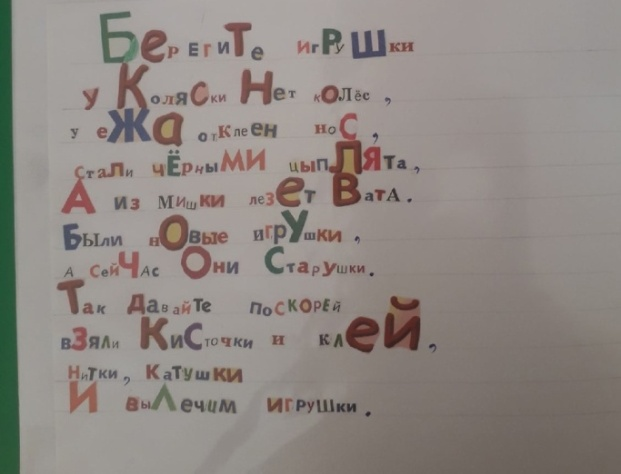 Берегите игрушки
у Коляски Нет колёс,
у ежа отклеен нос,
Стали чёрными цыплята,
А из Мишки лезет Вата.
Были новые игрушки,
а сейчас Они Старушки.
Так давайте поскорей
взяли Кисточки и клей,
Нитки, катушки
И вылечим игрушки.